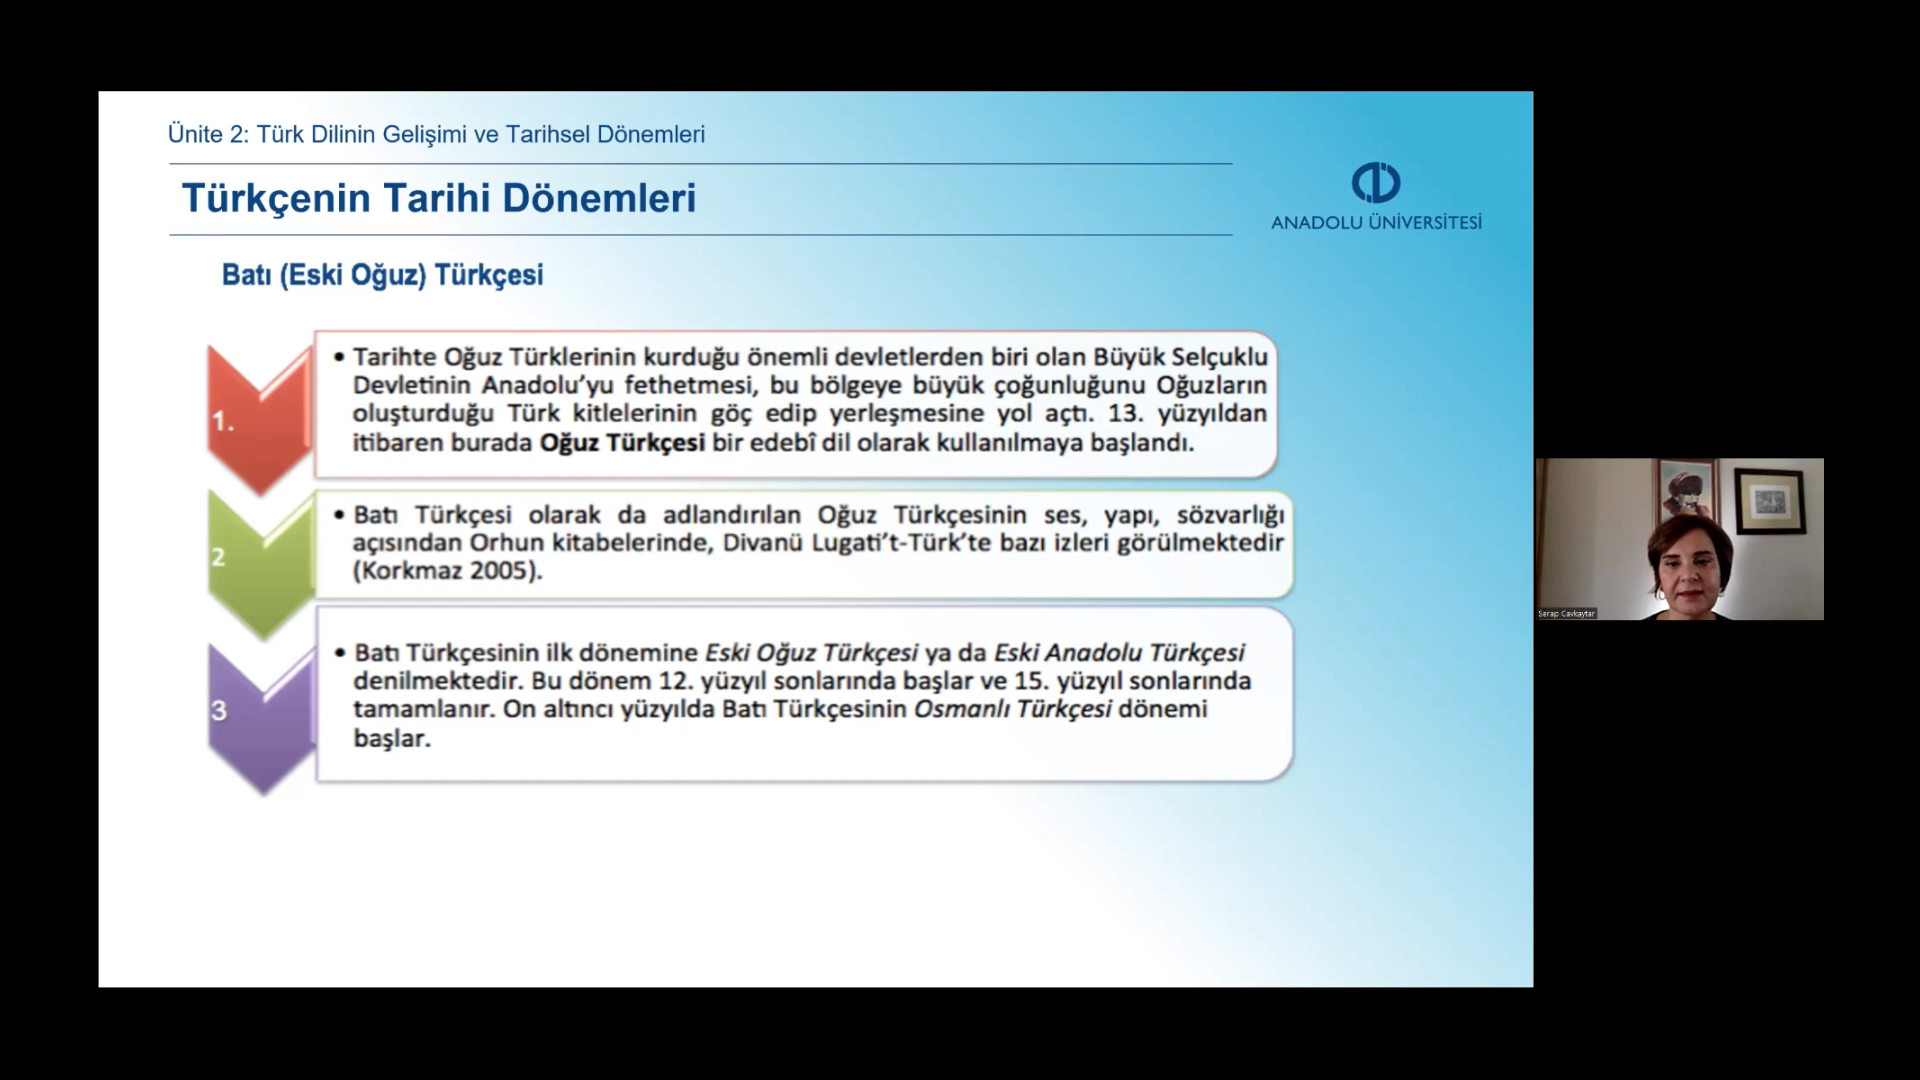 Ünite 2: Türk Dilinin Gelişimi ve Tarihsel Dönemleri
Türkçenin Tarihi Dönemleri
ANADOLU ÜNİVERSİTESİ
Batı (Eski Oğuz) Türkçesi
1.
• Tarihte Oğuz Türklerinin kurduğu önemli devletlerden biri olan Büyük Selçuklu
Devletinin Anadolu’yu fethetmesi, bu bölgeye büyük çoğunluğunu Oğuzların
oluşturduğu Türk kitlelerinin göç edip yerleşmesine yol açtı. 13. yüzyıldan
itibaren burada Oğuz Türkçesi bir edebî dil olarak kullanılmaya başlandı.
2
• Batı Türkçesi olarak da adlandırılan Oğuz Türkçesinin ses, yapı, sözvarlığı
açısından Orhun kitabelerinde, Divanü Lugati’t-Türk’te bazı izleri görülmektedir
(Korkmaz 2005).
3
• Batı Türkçesinin ilk dönemine Eski Oğuz Türkçesi ya da Eski Anadolu Türkçesi
denilmektedir. Bu dönem 12. yüzyıl sonlarında başlar ve 15. yüzyıl sonlarında
tamamlanır. On altıncı yüzyılda Batı Türkçesinin Osmanlı Türkçesi dönemi
başlar.
Serap Cavkaytar